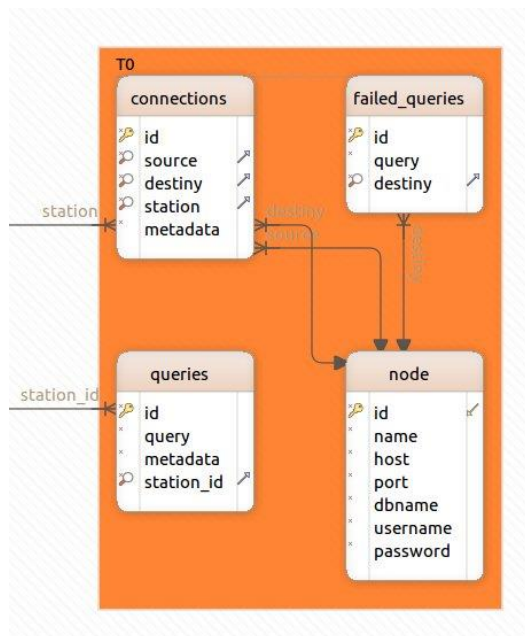 T0
connections
id
source
destiny
station
metadata
failed_queries
id
query
destiny
station
destiny
source
destiny
queries
id
query
metadata
station_id
station_id
node
id
name
host
port
dbname
username
password